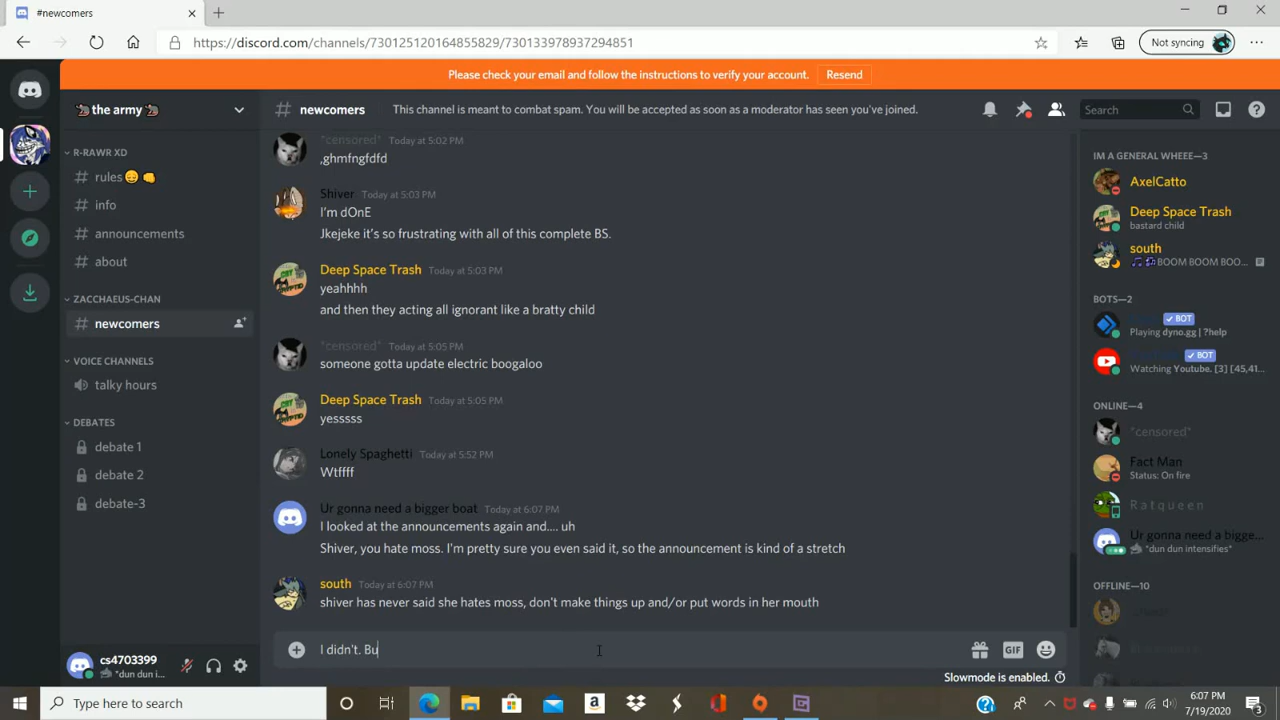 #newcomers
https://discord.com/channels/730125120164855829/730133978937294851
Not syncing
Please check your email and follow the instructions to verify your account.
Resend
the army
# newcomers
This channel is meant to combat spam. You will be accepted as soon as a moderator has seen you've joined.
Search
R-RAWR XD
# rules
# info
# announcements
# about
ZACCHAEUS-CHAN
# newcomers
VOICE CHANNELS
talky hours
DEBATES
debate 1
debate 2
debate-3
cs4703399
"dun dun i...
*censored* Today at 5:02 PM
,ghmfngfdfd
Shiver Today at 5:03 PM
I'm dOnE
Jkejeke it's so frustrating with all of this complete BS.
Deep Space Trash Today at 5:03 PM
yeahhhh
and then they acting all ignorant like a bratty child
*censored* Today at 5:05 PM
someone gotta update electric boogaloo
Deep Space Trash Today at 5:05 PM
yesssss
Lonely Spaghetti Today at 5:52 PM
Wtffff
Ur gonna need a bigger boat Today at 6:07 PM
I looked at the announcements again and.... uh
Shiver, you hate moss. I'm pretty sure you even said it, so the announcement is kind of a stretch
south Today at 6:07 PM
shiver has never said she hates moss, don't make things up and/or put words in her mouth
I didn't. Bu
GIF
Slowmode is enabled.
IM A GENERAL WHEEE—3
AxelCatto
Deep Space Trash
bastard child
south
BOOM BOOM BOO...
BOTS—2
BOT
Playing dyno.gg | ?help
BOT
Watching Youtube. [3] [45,41...
ONLINE—4
*censored*
Fact Man
Status: On fire
Ratqueen
Ur gonna need a bigge...
"dun dun intensifies"
OFFLINE—10
Type here to search
6:07 PM
7/19/2020
3